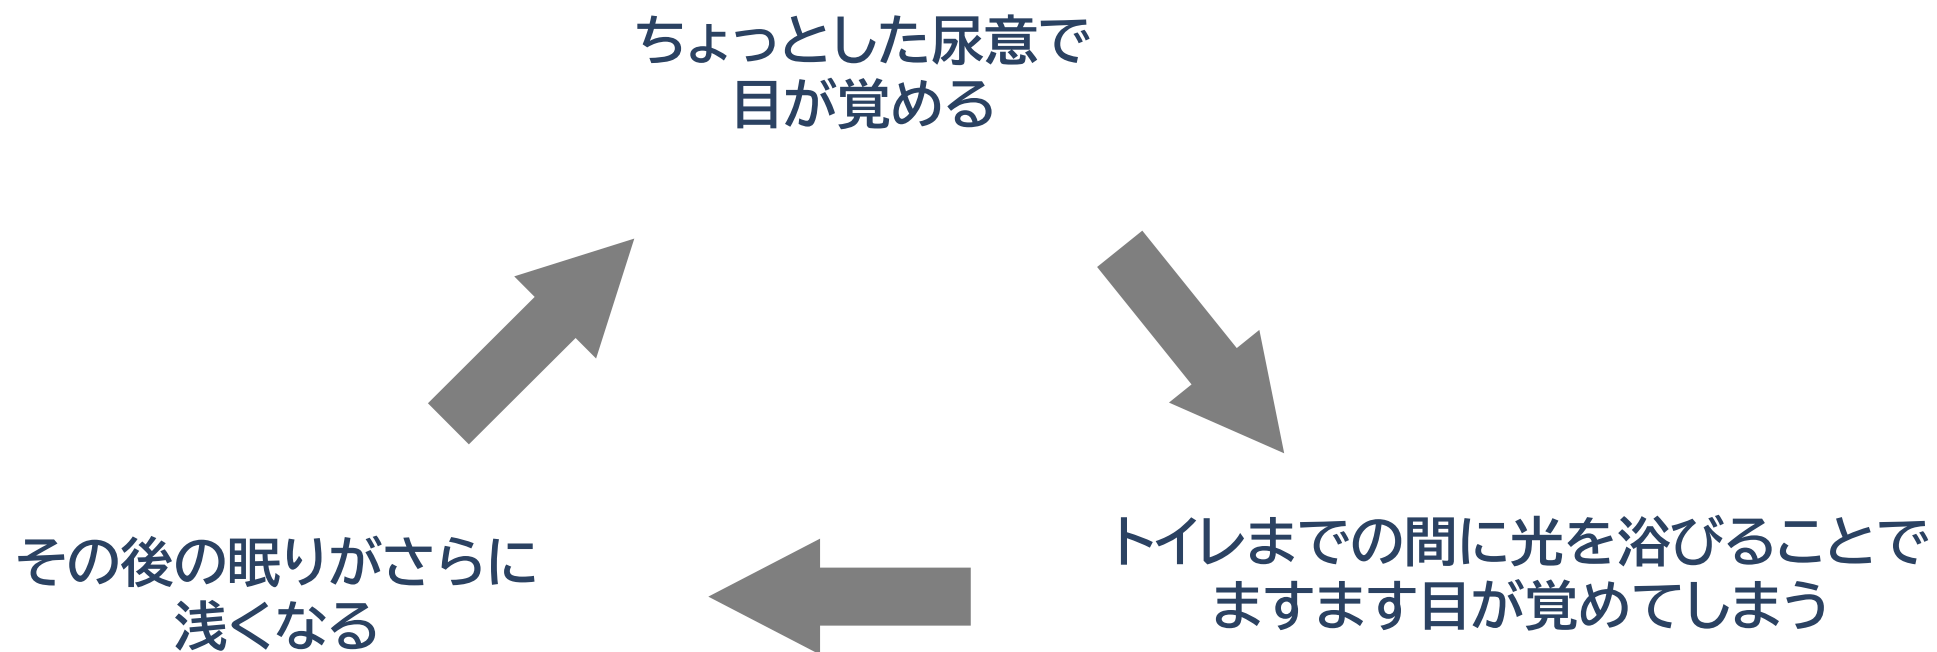 ちょっとした尿意で
目が覚める
トイレまでの間に光を浴びることで
ますます目が覚めてしまう
その後の眠りがさらに
浅くなる